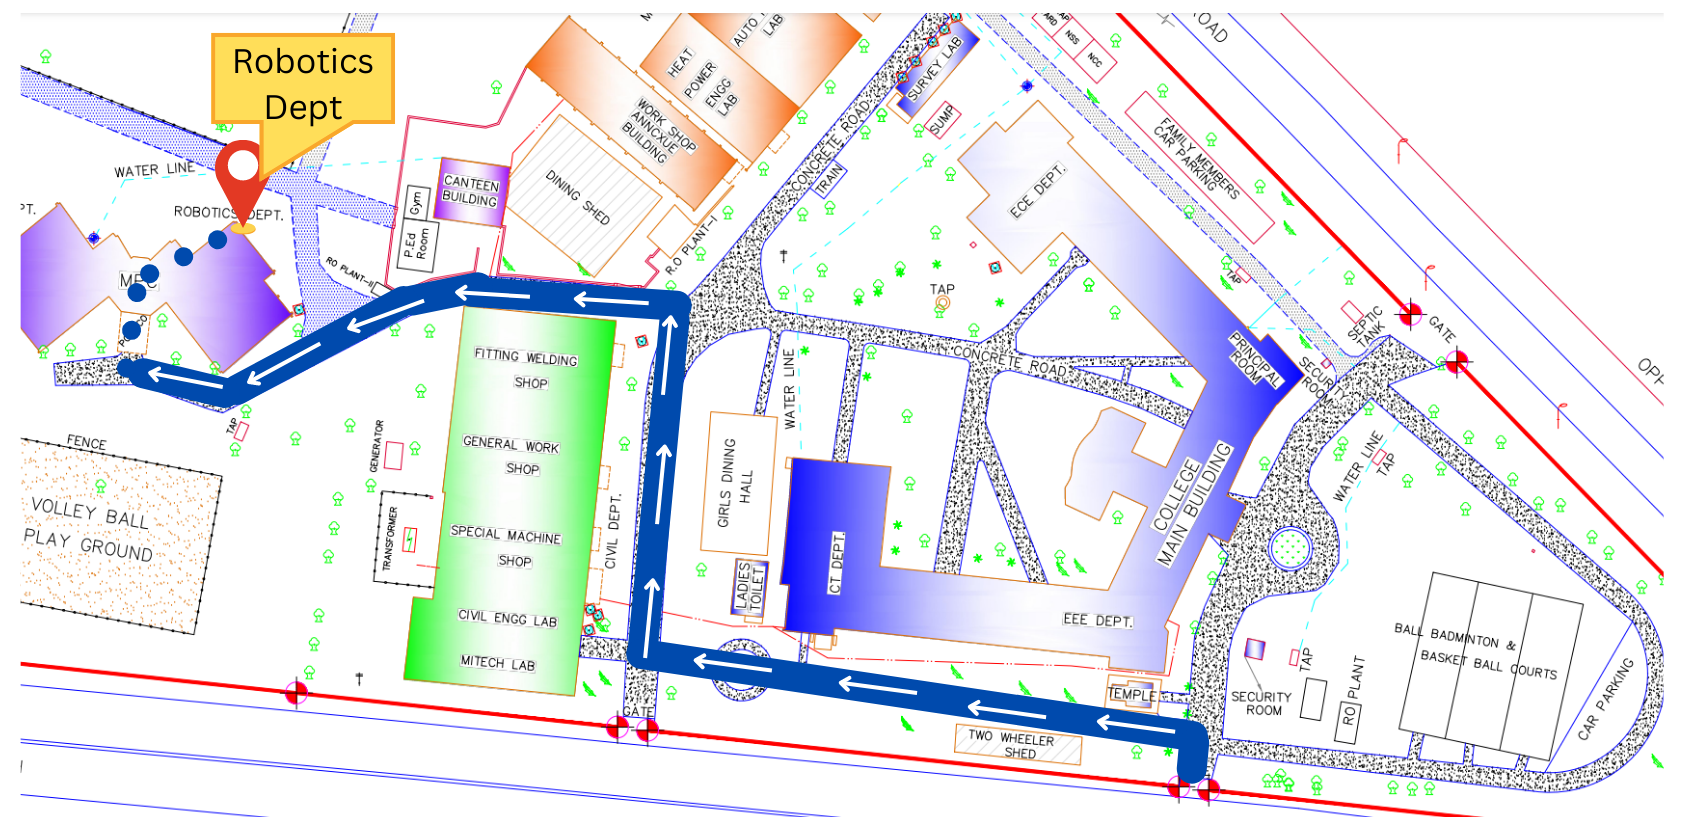 Robotics
Dept
WATER LINE
ROBOTICS DEPT.
PT.
CANTEEN
BUILDING
Gym
P.Ed
Room
RO PLANT-II
DINING SHED
WORK SHOP
ANNCXUE
BUILDING
HEAT
POWER
ENGG
LAB
AUTO
LAB
R.O PLANT-I
CONCRETE ROAD
TRAIN
SURVEY LAB
SUMP
NSS
NCC
ROAD
FAMILY MEMBERS
CAR PARKING
ECE DEPT.
TAP
TAP
SEPTIC
TANK
GATE
PRINCIPAL
ROOM
SECURITY
ROOM
CONCRETE ROAD
WATER LINE
FITTING WELDING
SHOP
GENERAL WORK
SHOP
SPECIAL MACHINE
SHOP
CIVIL ENGG LAB
MITECH LAB
CIVIL DEPT.
GENERATOR
TRANSFORMER
TAP
FENCE
VOLLEY BALL
PLAY GROUND
GIRLS DINING
HALL
LADIES
TOILET
CT DEPT.
COLLEGE
MAIN BUILDING
EEE DEPT.
WATER LINE
TAP
BALL BADMINTON &
BASKET BALL COURTS
CAR PARKING
TEMPLE
TWO WHEELER
SHED
SECURITY
ROOM
TAP
RO PLANT
GATE